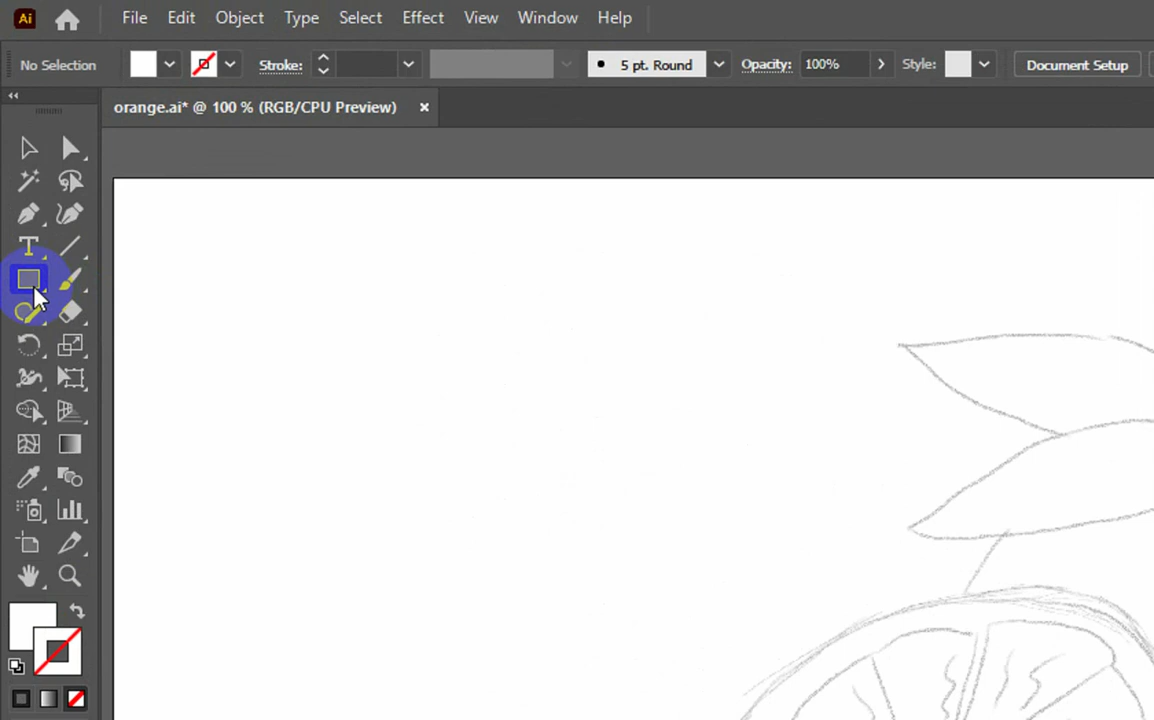 Ai File Edit Object Type Select Effect View Window Help
No Selection Stroke: 5 pt. Round Opacity: 100% Style: Document Setup
orange.ai* @ 100 % (RGB/CPU Preview) ×
T